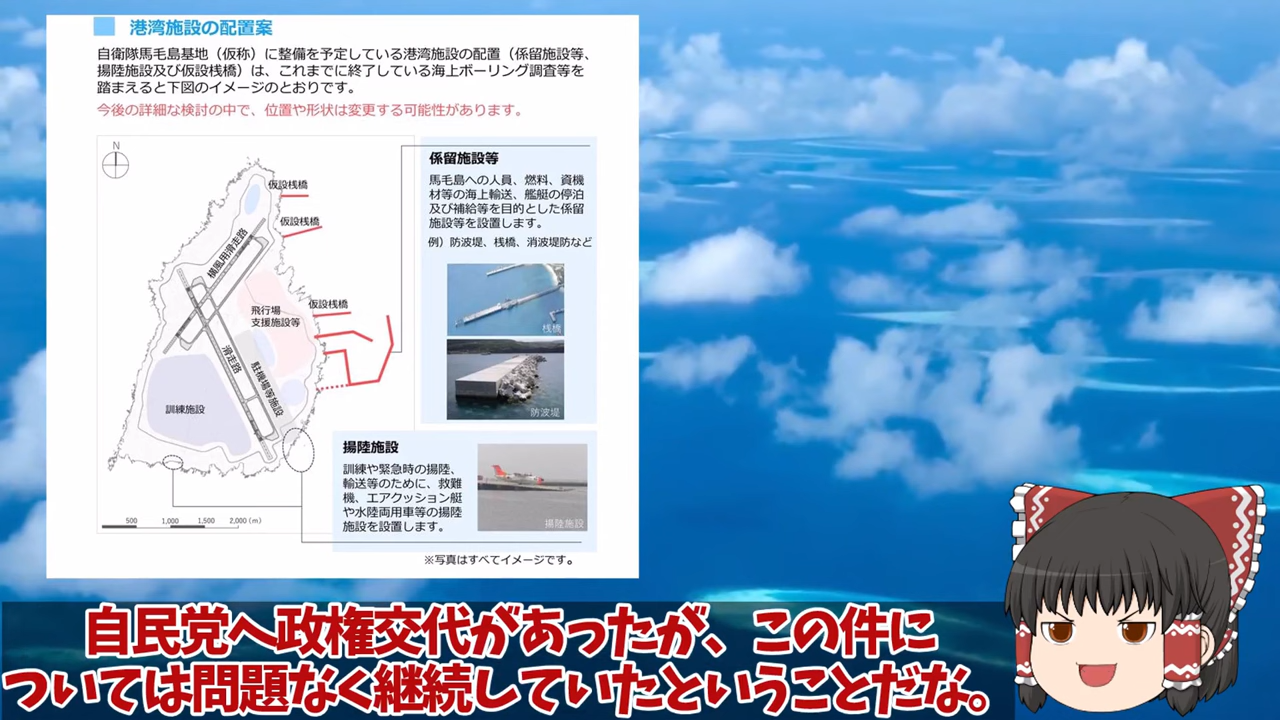 港湾施設の配置案
自衛隊馬毛島基地（仮称）に整備を予定している港湾施設の配置（係留施設等、
揚陸施設及び仮設桟橋）は、これまでに終了している海上ボーリング調査等を
踏まえると下図のイメージのとおりです。
今後の詳細な検討の中で、位置や形状は変更する可能性があります。
N
仮設桟橋
仮設桟橋
横風用滑走路
仮設桟橋
飛行場
支援施設等
滑走路
駐機場等施設
訓練施設
500 1,000 1,500 2,000（m）
係留施設等
馬毛島への人員、燃料、資機
材等の海上輸送、艦艇の停泊
及び補給等を目的とした係留
施設等を設置します。
例）防波堤、桟橋、消波堤防など
桟橋
防波堤
揚陸施設
訓練や緊急時の揚陸、
輸送等のために、救難
機、エアクッション艇
や水陸両用車等の揚陸
施設を設置します。
揚陸施設
※写真はすべてイメージです。
自民党へ政権交代があったが、この件に
ついては問題なく継続していたということだな。